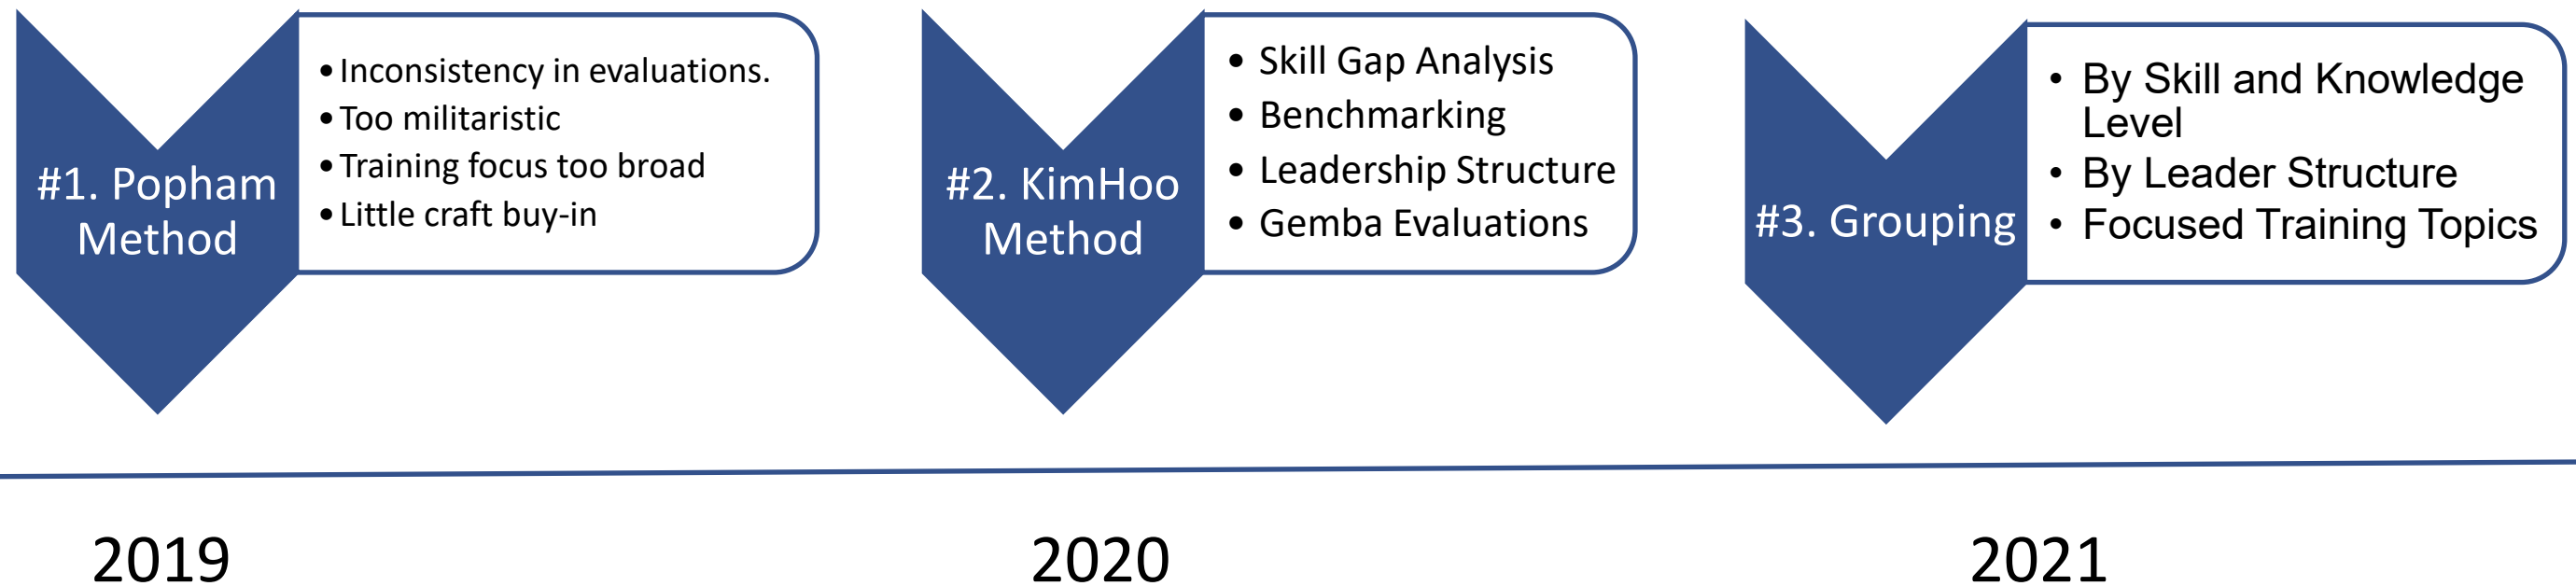 #1. Popham
Method
• Inconsistency in evaluations.
• Too militaristic
• Training focus too broad
• Little craft buy-in
#2. KimHoo
Method
• Skill Gap Analysis
• Benchmarking
• Leadership Structure
• Gemba Evaluations
#3. Grouping
• By Skill and Knowledge
Level
• By Leader Structure
• Focused Training Topics
2019
2020
2021